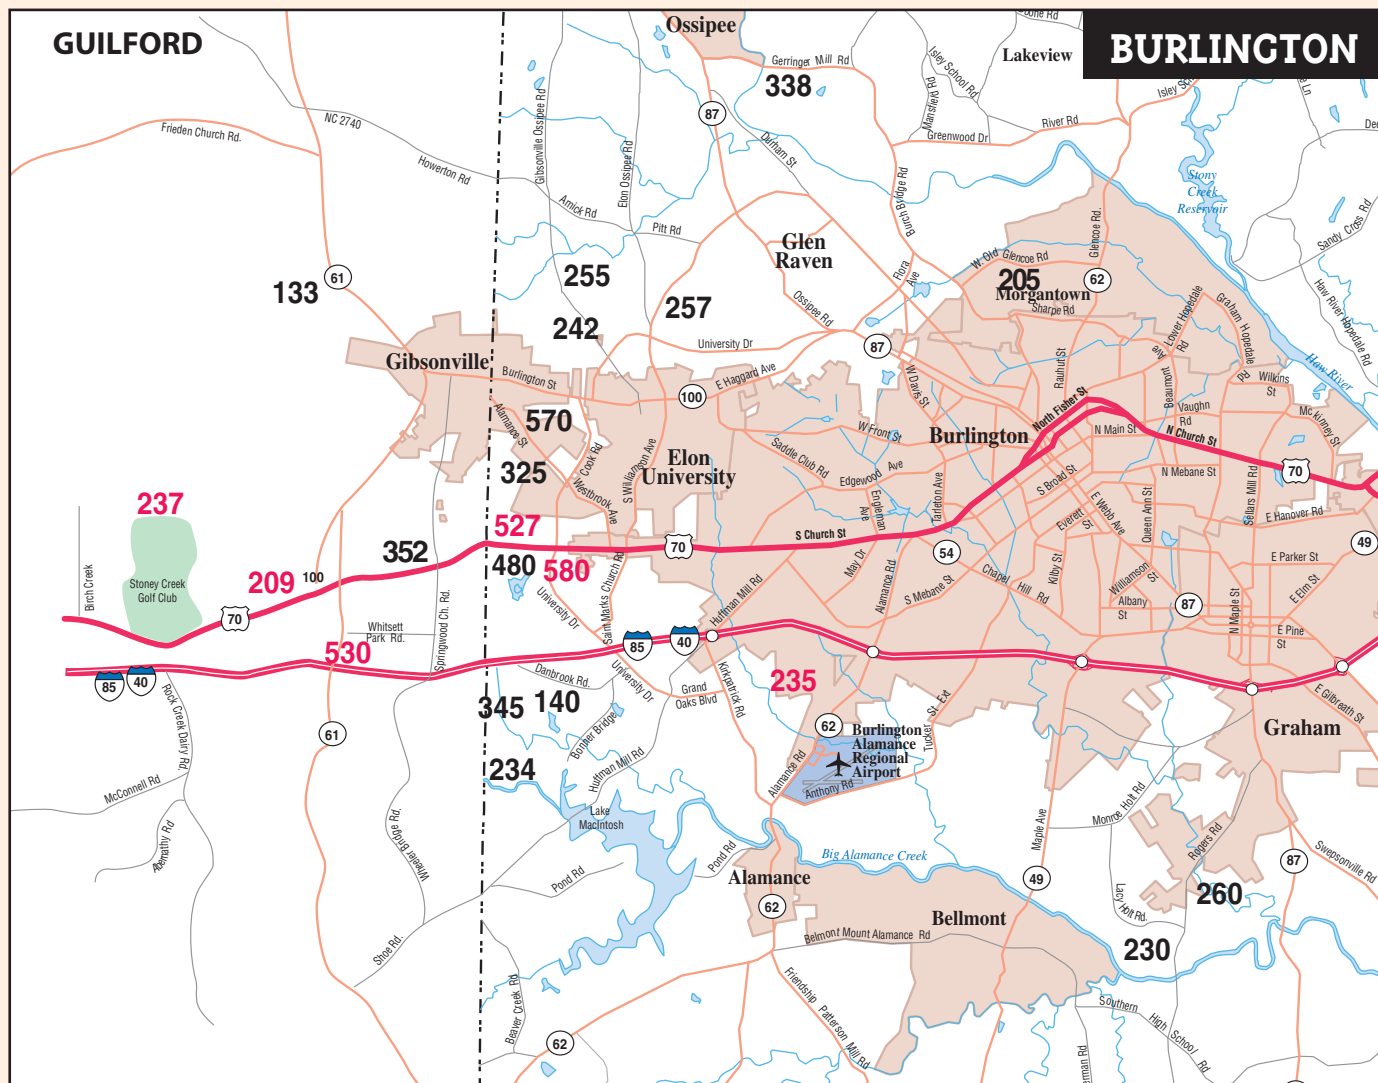 GUILFORD
BURLINGTON
Ossipee
Lakeview
Gerringer Mill Rd
338
Isley School Rd
Mansfield Rd
Greenwood Dr
River Rd
87
NC 2740
Frieden Church Rd.
Howerton Rd
Gibsonville Ossipee Rd
Elon Ossipee Rd
Durham St
Amick Rd
Pitt Rd
Burch Bridge Rd
Stony
Creek
Reservoir
Sandy Cross Rd
Haw River Hopedale Rd
Haw River
Glencoe Rd.
W. Old Glencoe Rd
Glen
Raven
Flora
Ave
205
Morgantown
62
Sharpe Rd
61
133
255
257
242
Ossipee Rd
Lower Hopedale
Rd
Graham Hopedale
Rd
University Dr
87
Gibsonville
Burlington St
E Haggard Ave
100
W Davis St
Rauhut St
Ave
Beaumont
Wilkins
St
Mc kinney St
Vaughn
Rd
North Fisher St
N Church St
N Main St
Burlington
Alamance St
570
Cook Rd
S Williamson Ave
Elon
University
W Front St
Saddle Club Rd
Edgewood Ave
Engleman
Ave
Tarleton Ave
325
Westbrook
Ave
S Broad St
N Mebane St
70
Sellars Mill Rd
E Hanover Rd
E Webb Ave
Queen Ann St
Everett
St
237
527
S Church St
70
352
480
580
54
49
Stoney Creek
Golf Club
Birch Creek
209
100
70
May Dr
Alamance Rd
S Mebane St
Chapel Hill Rd
Kilby St
Williamson
St
Albany
St
87
E Parker St
E Elm St
N Maple St
E Pine
St
Huffman Mill Rd
Saint Marks Church Rd
University Dr
Whitsett
Park Rd.
Springwood Ch. Rd.
530
85
40
85
40
Danbrook Rd.
University Dr
Grand
Oaks Blvd
Kirkpatrick Rd
235
345
140
Bonner Bridge
Huffman Mill Rd
234
61
Rock Creek Dairy Rd.
McConnell Rd
Wheeler Bridge Rd.
Shoe Rd.
62
Burlington
Alamance
Regional
Airport
Alamance Rd
Anthony Rd
Tucker St Ext
E Gilbreath St
Graham
Lake
MacIntosh
Maple Ave
Monroe Holt Rd
Rogers Rd
Swepsonville Rd
87
Big Alamance Creek
Pond Rd
Pond Rd
Alamance
62
49
Bellmont
Belmont Mount Alamance Rd
Lacy Holt Rd.
260
230
Beaver Creek Rd
62
Friendship Patterson Mill Rd
Southern High School Rd